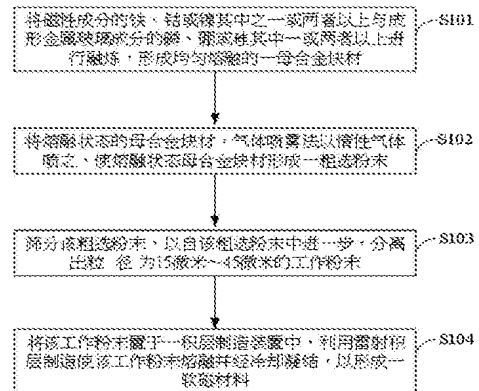 将磁性成分的铁、钴或镍其中之一或两者以上与成 S101
形金属玻璃成分的磷、硼或硅其中一或两者以上进
行融炼，形成均匀熔融的一母合金块材
将熔融状态的母合金块材，气体喷雾法以惰性气体 S102
喷之、使熔融状态母合金块材形成一粗选粉末
筛分该粗选粉末、以自该粗选粉末中进一步，分离 S103
出粒 径 为15微米~45微米的工作粉末
将该工作粉末置于一积层制造装置中、利用雷射积 S104
层制造使该工作粉末熔融并经冷却凝结，以形成一
软磁材料